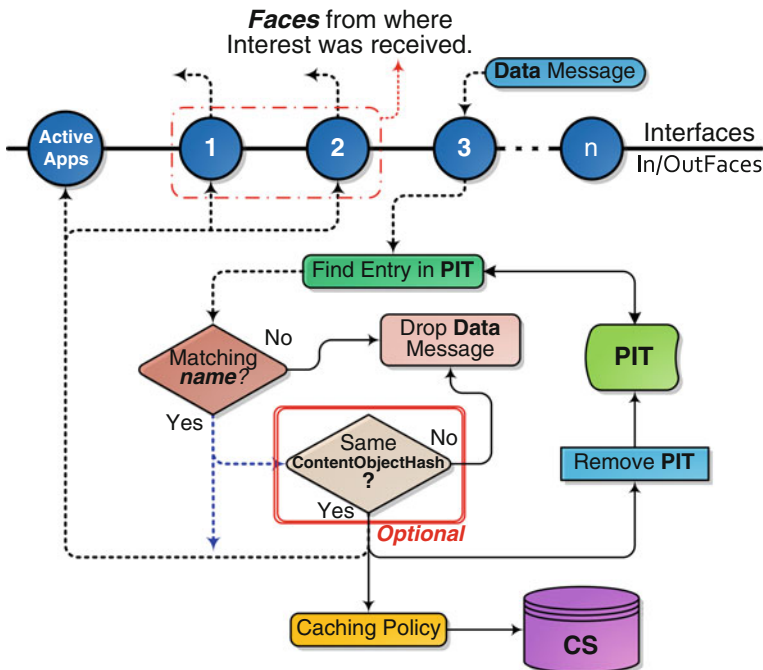 Faces from where
Interest was received.
Data Message
Active
Apps
1
2
3
n
Interfaces
In/OutFaces
Find Entry in PIT
Matching
name?
No
Yes
Drop Data
Message
PIT
Same
ContentObjectHash
?
No
Yes
Optional
Remove PIT
Caching Policy
CS